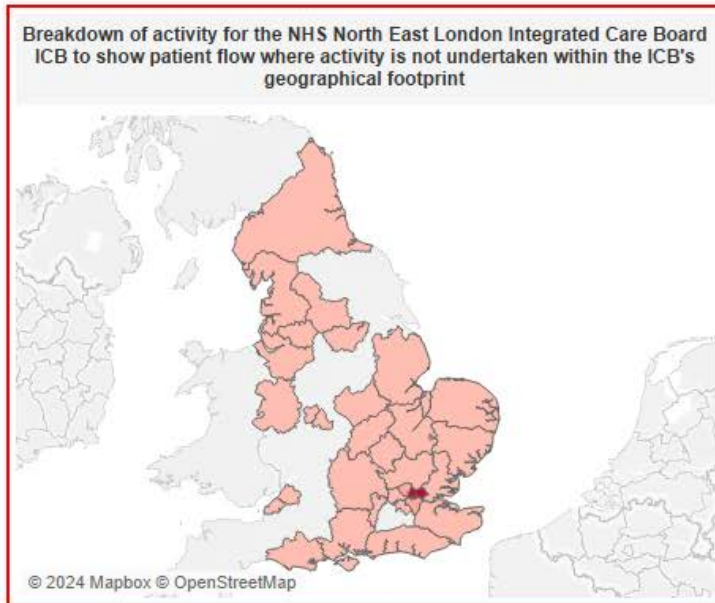 Breakdown of activity for the NHS North East London Integrated Care Board
ICB to show patient flow where activity is not undertaken within the ICB's
geographical footprint
© 2024 Mapbox © OpenStreetMap